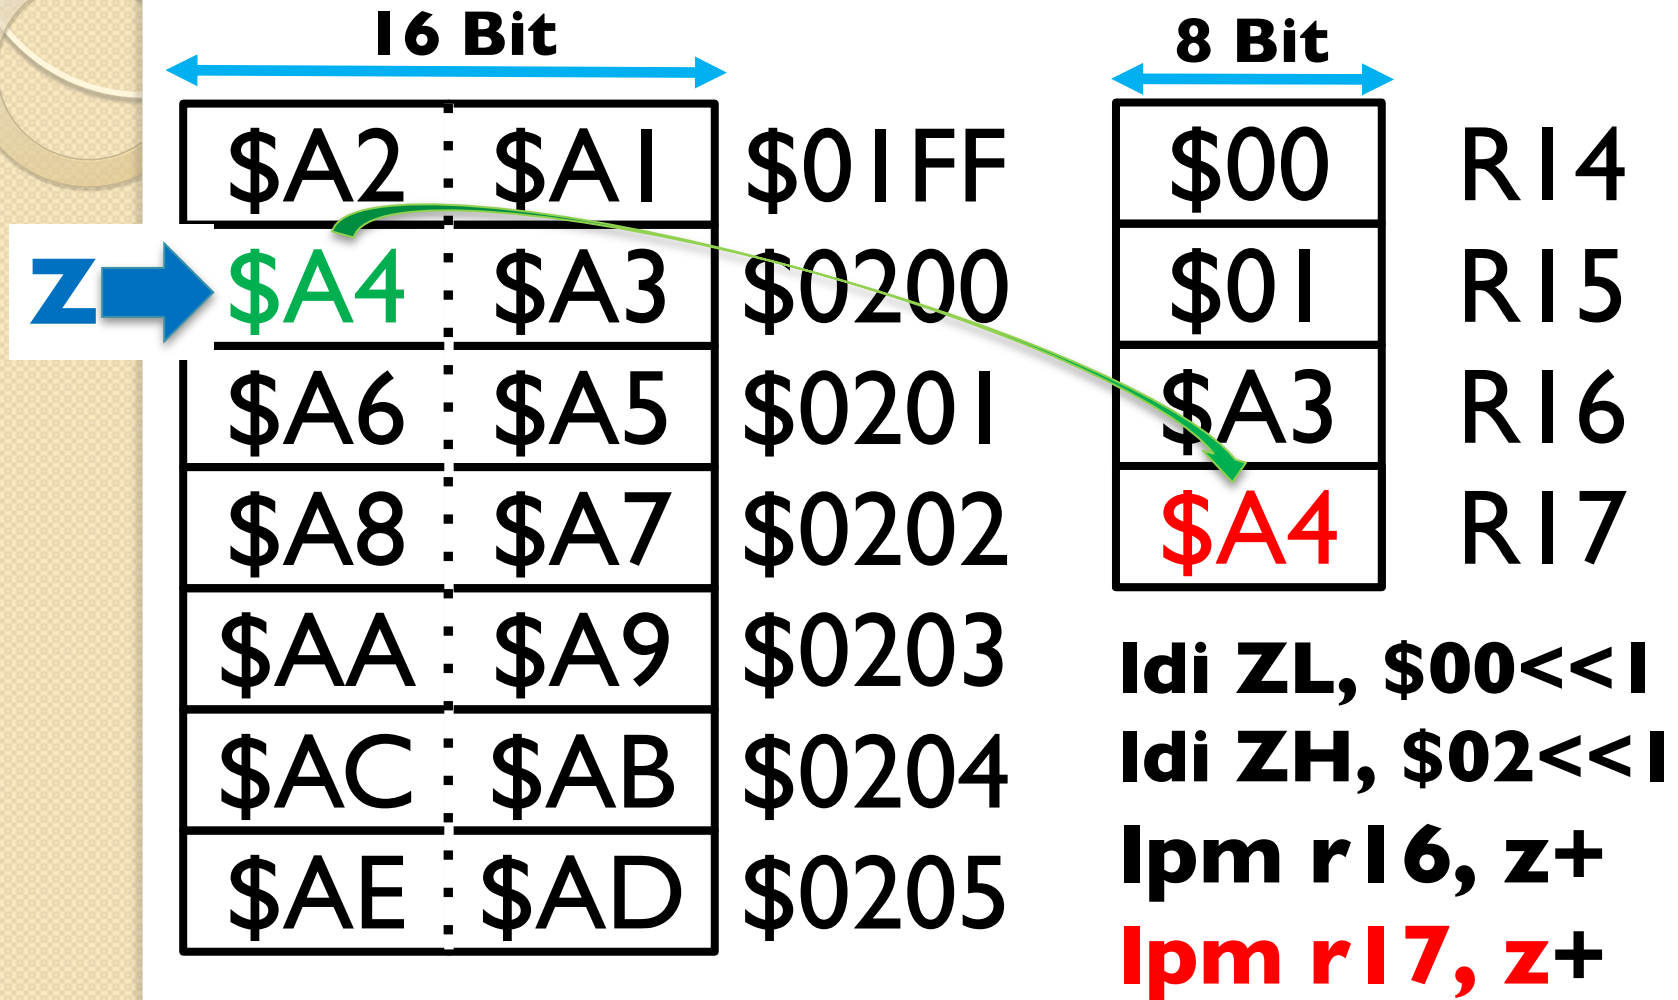 16 Bit
8 Bit
$A2 $A1 $01FF $00 R14
Z $A4 $A3 $0200 $01 R15
$A6 $A5 $0201 $A3 R16
$A8 $A7 $0202 $A4 R17
$AA $A9 $0203
ldi ZL, $00<<1
$AC $AB $0204
ldi ZH, $02<<1
$AE $AD $0205
lpm r16, z+
lpm r17, z+